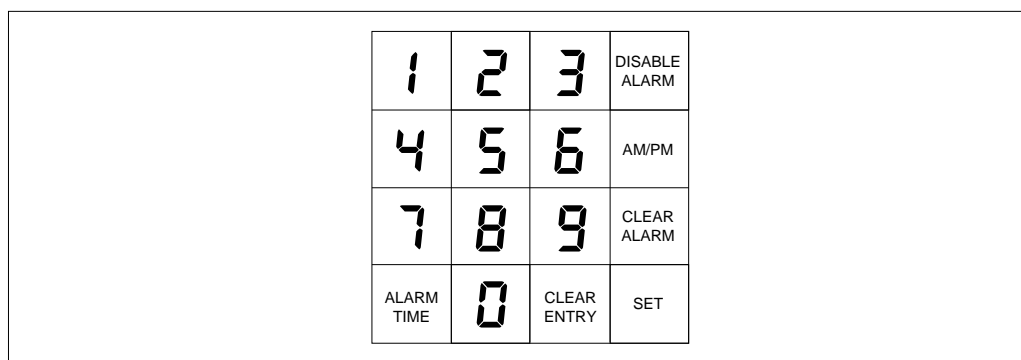 1 2 3 DISABLE
ALARM
4 5 6 AM/PM
7 8 9 CLEAR
ALARM
ALARM
TIME
0
CLEAR
ENTRY
SET